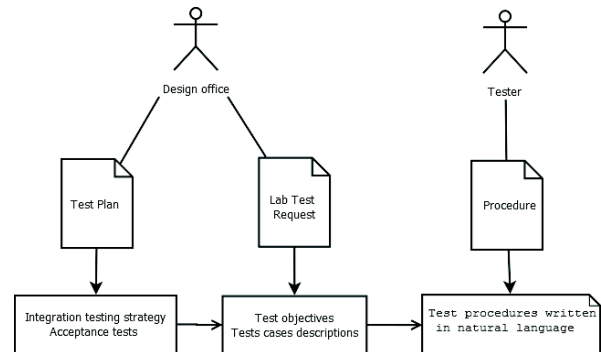 Design office
Tester
Test Plan
Lab Test
Request
Procedure
Integration testing strategy
Acceptance tests
Test objectives
Tests cases descriptions
Test procedures written
in natural language